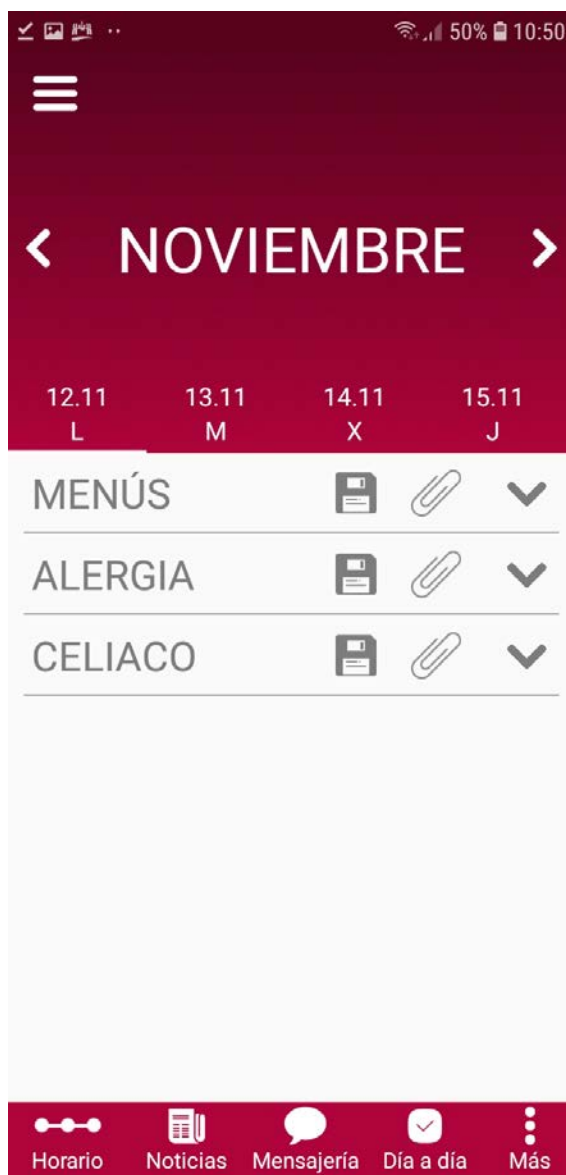 50% 10:50
NOVIEMBRE
12.11 13.11 14.11 15.11
L M X J
MENÚS
ALERGIA
CELIACO
Horario Noticias Mensajería Día a día Más